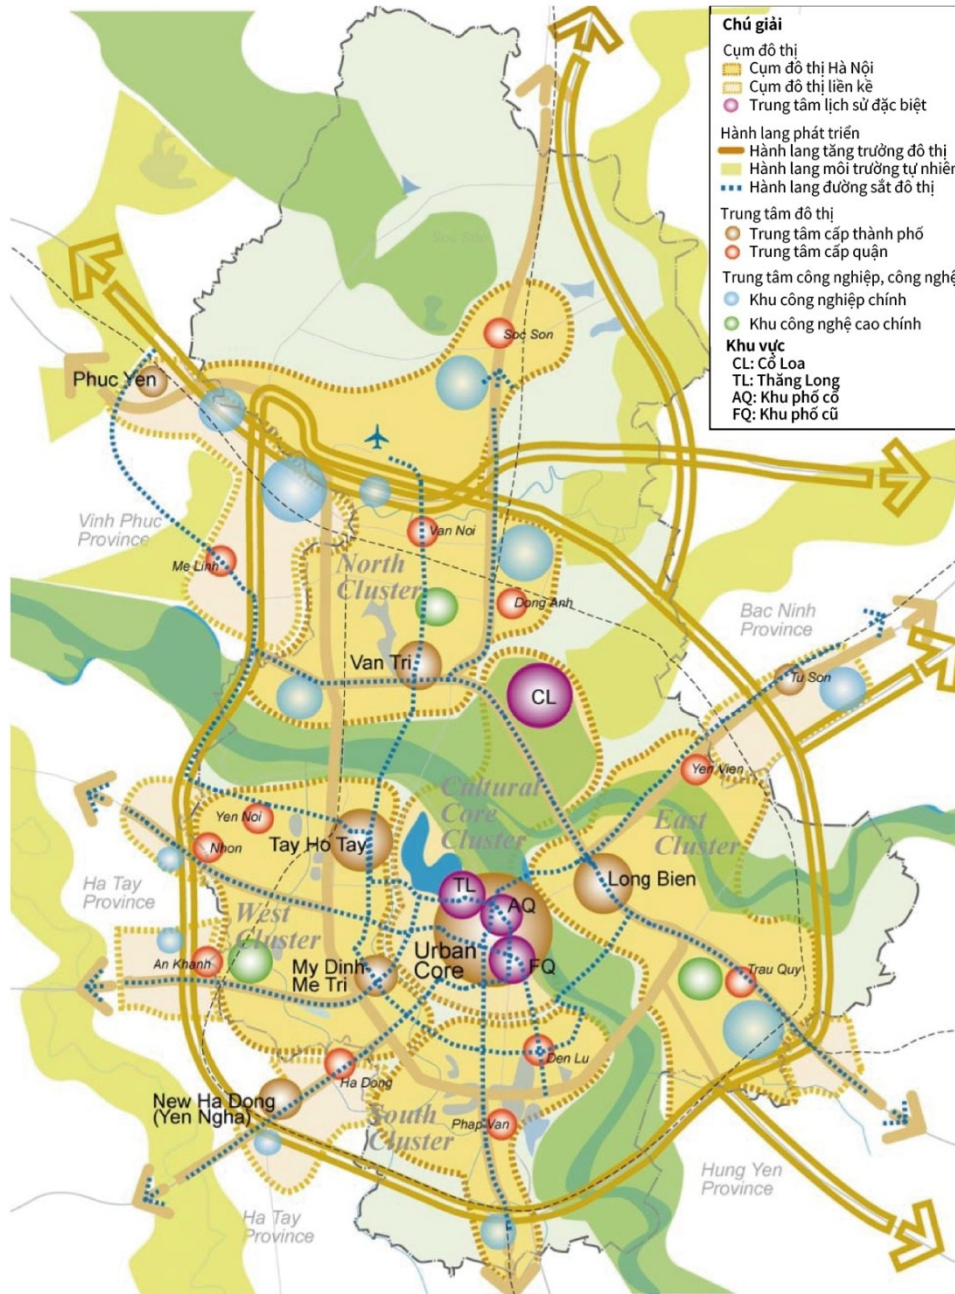 Chú giải
Cụm đô thị
Cụm đô thị Hà Nội
Cụm đô thị liền kề
Trung tâm lịch sử đặc biệt
Hành lang phát triển
Hành lang tăng trưởng đô thị
Hành lang môi trường tự nhiên
Hành lang đường sắt đô thị
Trung tâm đô thị
Trung tâm cấp thành phố
Trung tâm cấp quận
Trung tâm công nghiệp, công nghệ
Khu công nghiệp chính
Khu công nghệ cao chính
Khu vực
CL: Cổ Loa
TL: Thăng Long
AQ: Khu phố cổ
FQ: Khu phố cũ
Soc Son
Soc Son
Phuc Yen
Vinh Phuc
Province
Me Linh
Van Noi
North
Cluster
Dong Anh
Bac Ninh
Province
Van Tri
CL
Tu Son
Yen Vien
Cultural
Core
Cluster
East
Cluster
Yen Noi
Tay Ho Tay
Nhon
Ha Tay
Province
TL
AQ
Long Bien
West
Cluster
Urban
Core
FQ
An Khanh
My Dinh
Me Tri
Trau Quy
Den Lu
Ha Dong
New Ha Dong
(Yen Ngha)
South
Cluster
Phap Van
Hung Yen
Province
Ha Tay
Province